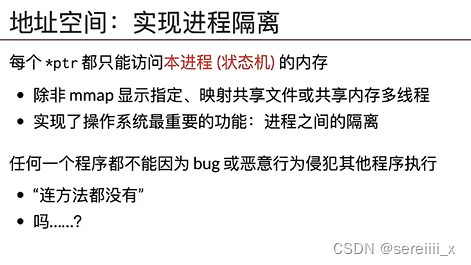 地址空间：实现进程隔离
每个 *ptr 都只能访问本进程 (状态机) 的内存
• 除非 mmap 显示指定、映射共享文件或共享内存多线程
• 实现了操作系统最重要的功能：进程之间的隔离
任何一个程序都不能因为 bug 或恶意行为侵犯其他程序执行
• “连方法都没有”
• 吗……？
CSDN @sereiiii_x